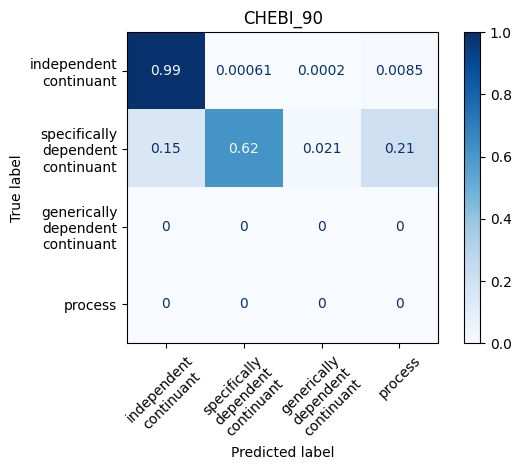 CHEBI_90
True label
independent
continuant
0.99 0.00061 0.0002 0.0085
specifically
dependent
continuant
0.15 0.62 0.021 0.21
generically
dependent
continuant
0 0 0 0
process
0 0 0 0
independent
continuant
specifically
dependent
continuant
generically
dependent
continuant
process
Predicted label
1.0
0.8
0.6
0.4
0.2
0.0